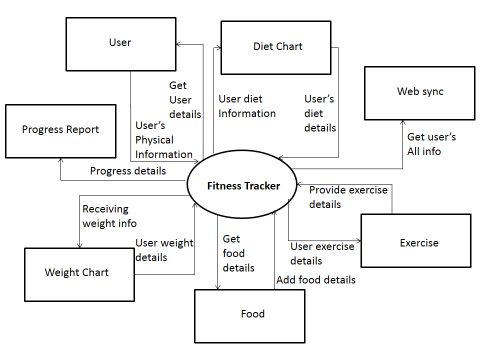 User
Diet Chart
Get
User
details
User diet
Information
User's
diet
details
Web sync
User's
Physical
Information
Progress Report
Get user's
All info
Progress details
Fitness Tracker
Provide exercise
details
Receiving
weight info
User weight
details
Get
food
details
User exercise
details
Exercise
Weight Chart
Add food details
Food